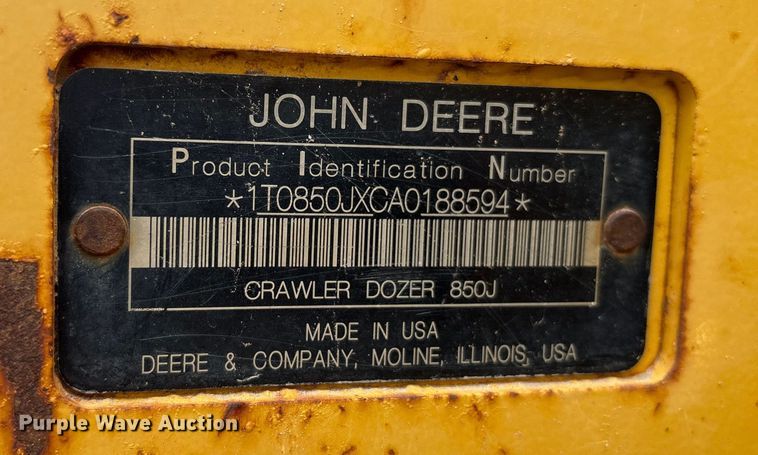 JOHN DEERE
Product Identification Number
*1T0850JXCA0188594*
CRAWLER DOZER 850J
MADE IN USA
DEERE & COMPANY, MOLINE, ILLINOIS, USA
Purple Wave Auction